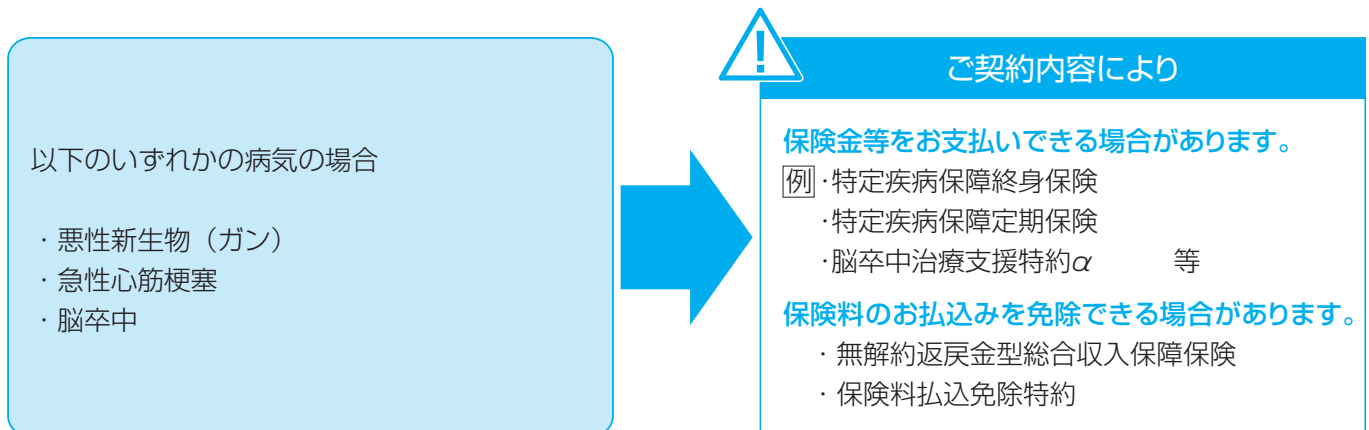 以下のいずれかの病気の場合
・悪性新生物（ガン）
・急性心筋梗塞
・脳卒中
!
ご契約内容により
保険金等をお支払いできる場合があります。
例・特定疾病保障終身保険
・特定疾病保障定期保険
・脳卒中治療支援特約α　　等
保険料のお払込みを免除できる場合があります。
・無解約返戻金型総合収入保障保険
・保険料払込免除特約